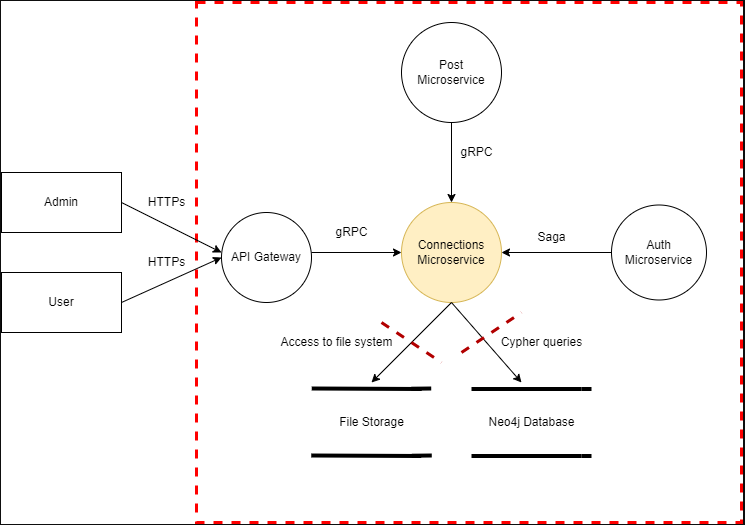 Post
Microservice
gRPC
Admin
HTTPs
User
HTTPs
API Gateway
gRPC
Connections
Microservice
Saga
Auth
Microservice
Access to file system
Cypher queries
File Storage
Neo4j Database